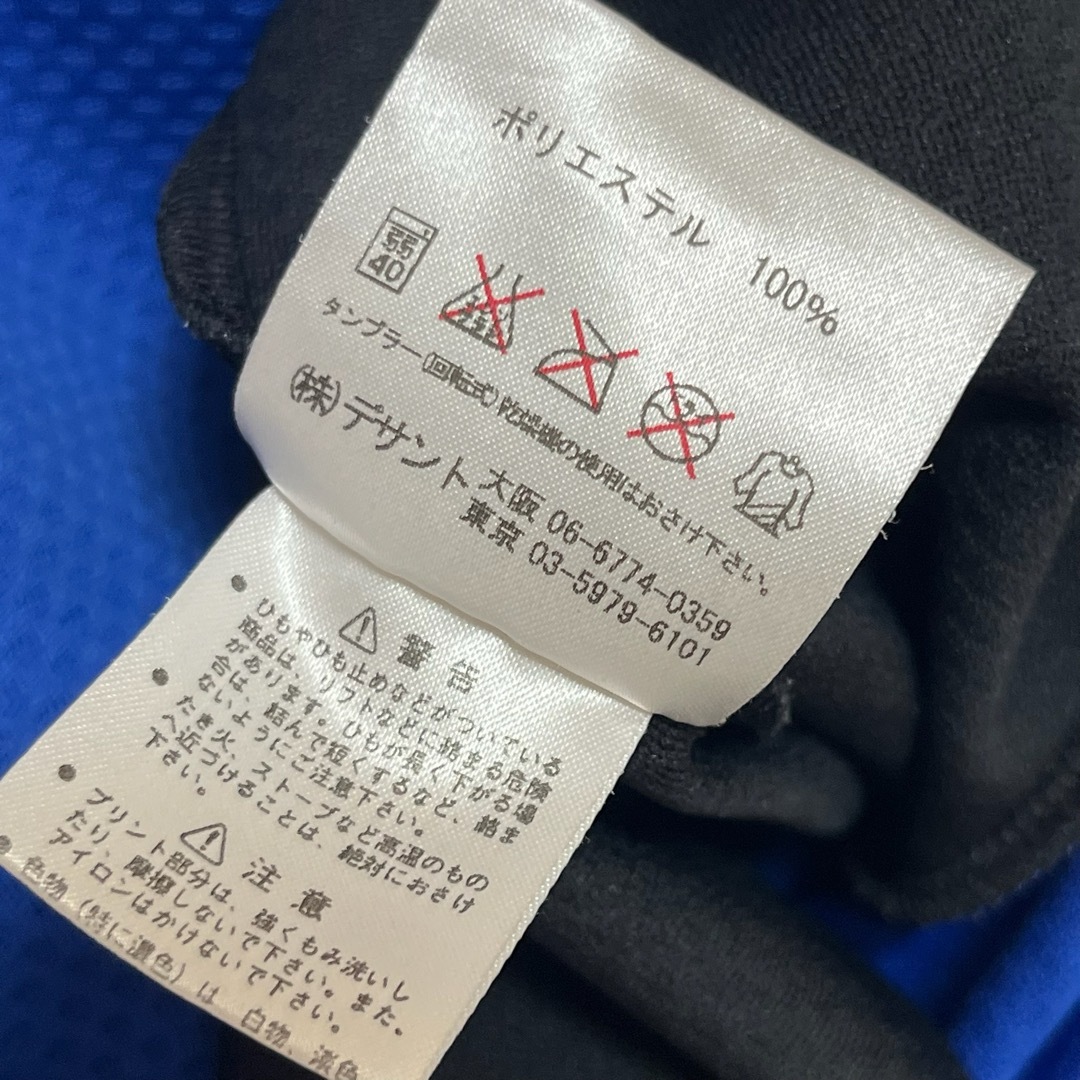 ポリエステル 100%
弱
40
タンブラー(回転式)乾燥機の使用はおさけ下さい。
(株)デサント 大阪 06-6774-0359
東京 03-5979-6101
⚠ 警告
● ひもやひも止めなどがついている
商品は、リフトなどに絡まる危険
があります。ひもが長く下がる場
合は、結んで短くするなど、絡ま
ないようにご注意下さい。
● たき火、ストーブなど高温のもの
へ近づけることは、絶対におさけ
下さい。
⚠ 注意
● プリント部分は、強くもみ洗いし
たり、摩擦しないで下さい。また、
アイロンはかけないで下さい。
● 色物(特に濃色)は 白物、淡色